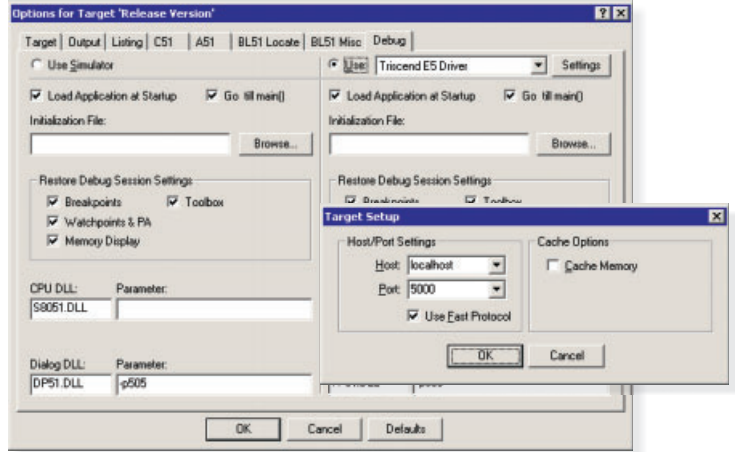 Options for Target 'Release Version'
Target Output Listing C51 A51 BL51 Locate BL51 Misc Debug
Use Simulator
Use: Triscend E5 Driver Settings
Load Application at Startup Go till main()
Load Application at Startup Go till main()
Initialization File:
Initialization File:
Browse...
Browse...
Restore Debug Session Settings
Restore Debug Session Settings
Breakpoints Toolbox
Breakpoints Toolbox
Watchpoints & PA
Memory Display
Target Setup
Host/Port Settings
Host: localhost
Port: 5000
Use Fast Protocol
Cache Options
Cache Memory
OK Cancel
CPU DLL: Parameter:
S8051.DLL
Dialog DLL: Parameter:
DP51.DLL -p505
OK Cancel Defaults